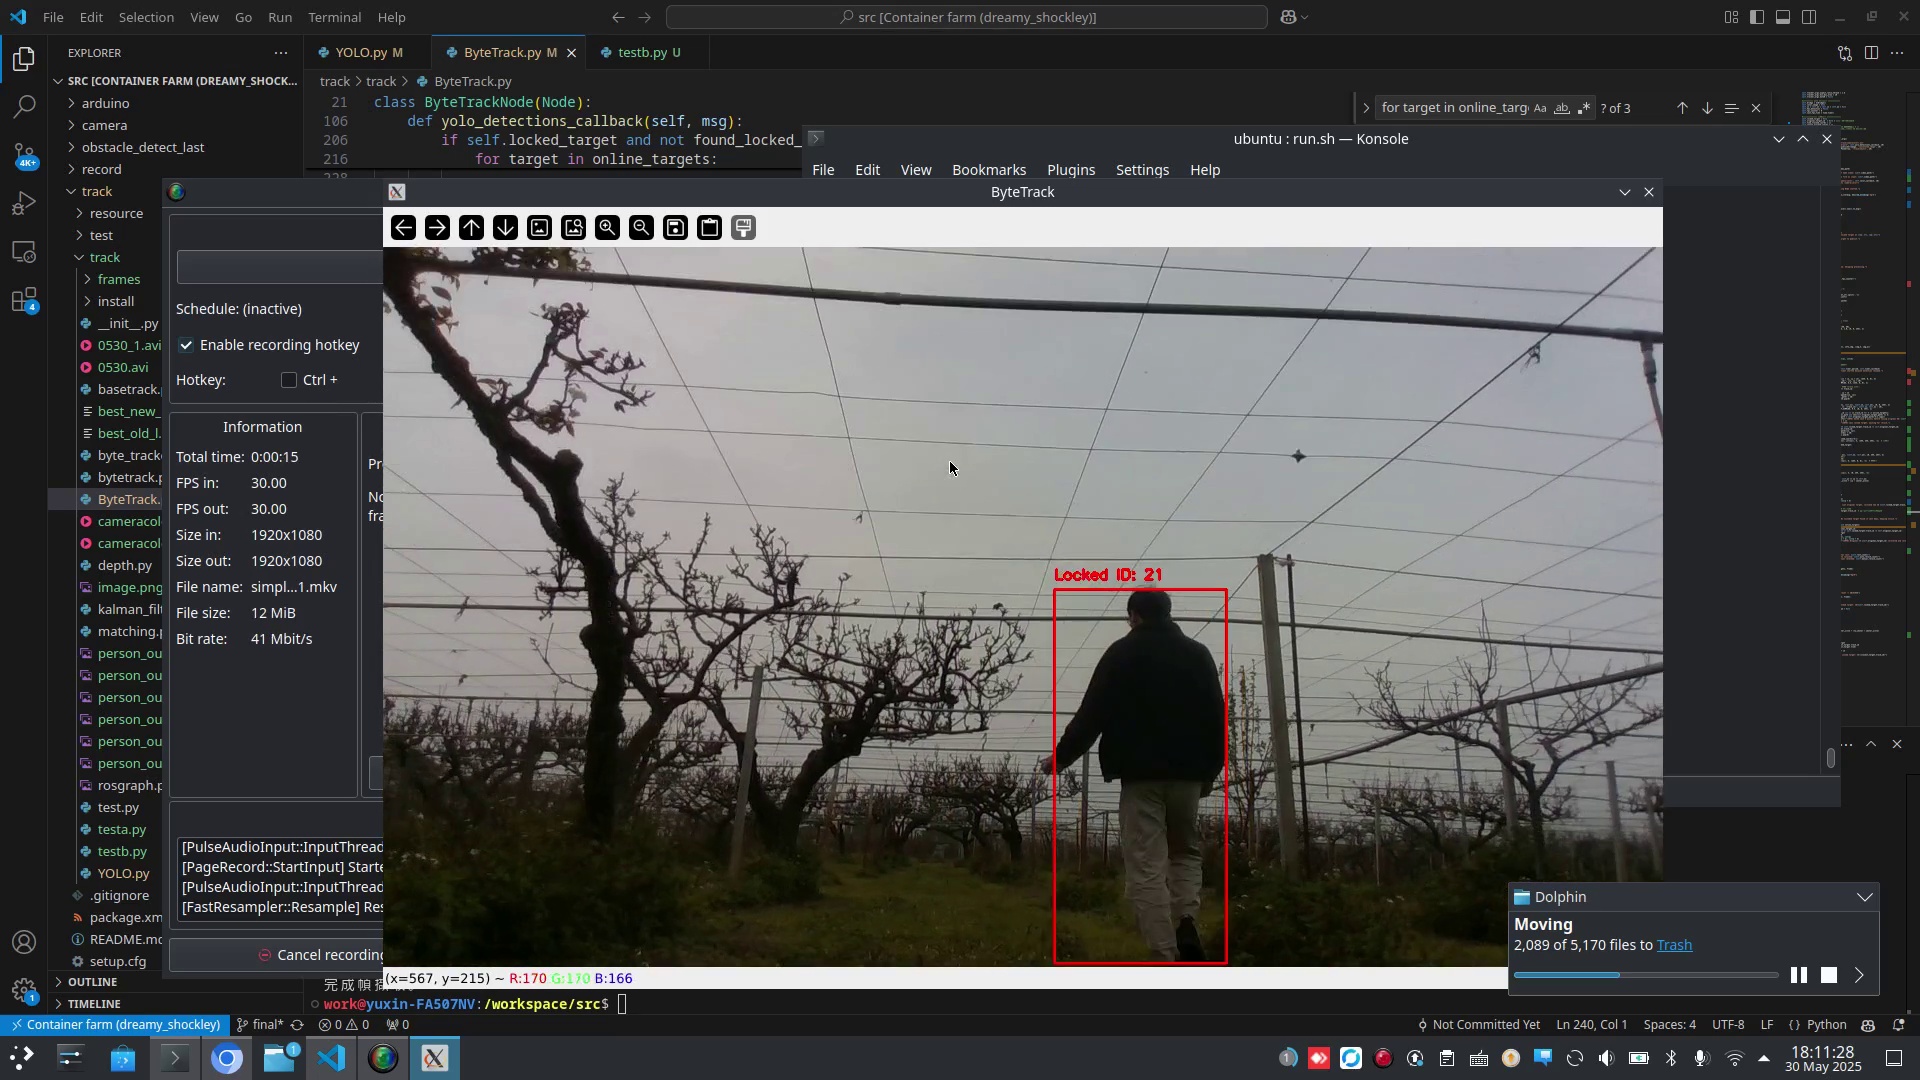 File Edit Selection View Go Run Terminal Help
src [Container farm (dreamy_shockley)]
EXPLORER
YOLO.py M
ByteTrack.py M
testb.py U
SRC [CONTAINER FARM (DREAMY_SHOCK...
track > track > ByteTrack.py
arduino
camera
obstacle_detect_last
record
track
resource
test
track
frames
install
__init__.py
0530_1.avi
0530.avi
basetrack.
best_new_
best_old_l.
byte_track
bytetrack.p
ByteTrack.
cameracol
cameracol
depth.py
image.png
kalman_fil
matching.p
person_ou
person_ou
person_ou
person_ou
person_ou
person_ou
rosgraph.p
test.py
testa.py
testb.py
YOLO.py
.gitignore
package.xm
README.md
setup.cfg
OUTLINE
TIMELINE
4K+
4
1
21 class ByteTrackNode(Node):
106 def yolo_detections_callback(self, msg):
206 if self.locked_target and not found_locked_
216 for target in online_targets:
for target in online_targ
Aa ab
? of 3
ubuntu : run.sh — Konsole
File Edit View Bookmarks Plugins Settings Help
ByteTrack
Schedule: (inactive)
Enable recording hotkey
Hotkey: Ctrl +
Information
Total time: 0:00:15
FPS in: 30.00
FPS out: 30.00
Size in: 1920x1080
Size out: 1920x1080
File name: simpl...1.mkv
File size: 12 MiB
Bit rate: 41 Mbit/s
Pr
No
fra
[PulseAudioInput::InputThread
[PageRecord::StartInput] Starte
[PulseAudioInput::InputThread
[FastResampler::Resample] Res
Cancel recording
Locked ID: 21
(x=567, y=215) ~ R:170 G:170 B:166
Dolphin
Moving
2,089 of 5,170 files to Trash
work@yuxin-FA507NV:/workspace/src$
Container farm (dreamy_shockley)
final*
0 0
0
Not Committed Yet
Ln 240, Col 1
Spaces: 4
UTF-8
LF
{} Python
1
1
18:11:28
30 May 2025